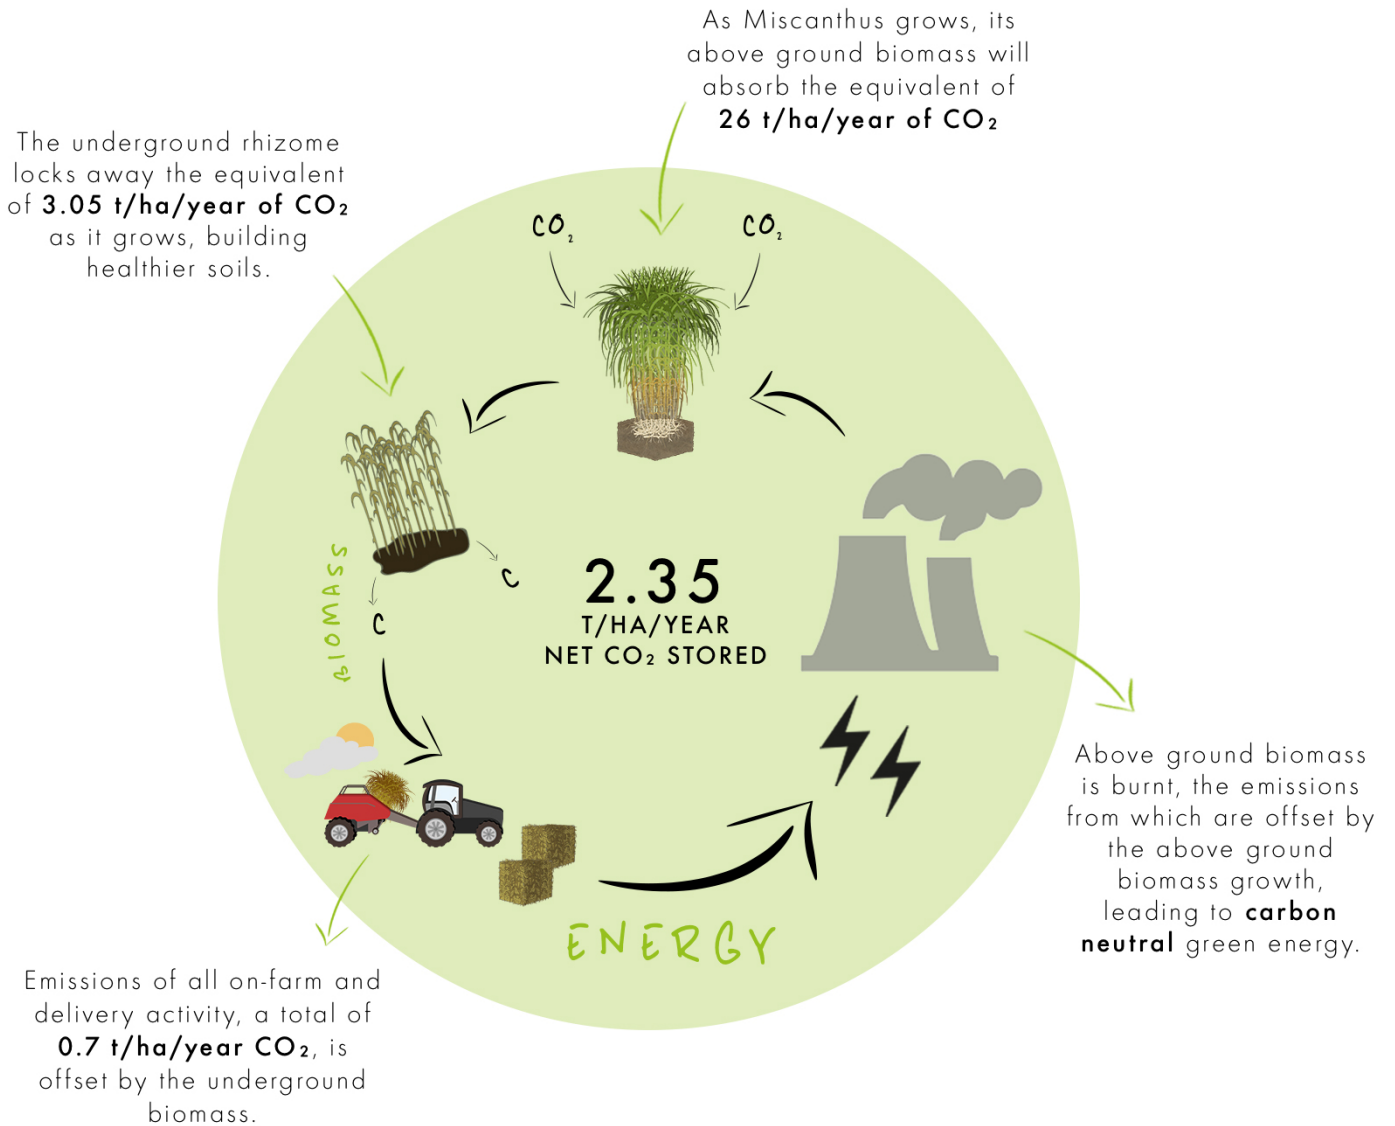 As Miscanthus grows, its
above ground biomass will
absorb the equivalent of
26 t/ha/year of CO₂
The underground rhizome
locks away the equivalent
of 3.05 t/ha/year of CO₂
as it grows, building
healthier soils.
CO₂
CO₂
BIOMASS
C
C
2.35
T/HA/YEAR
NET CO₂ STORED
Above ground biomass
is burnt, the emissions
from which are offset by
the above ground
biomass growth,
leading to carbon
neutral green energy.
ENERGY
Emissions of all on-farm and
delivery activity, a total of
0.7 t/ha/year CO₂, is
offset by the underground
biomass.